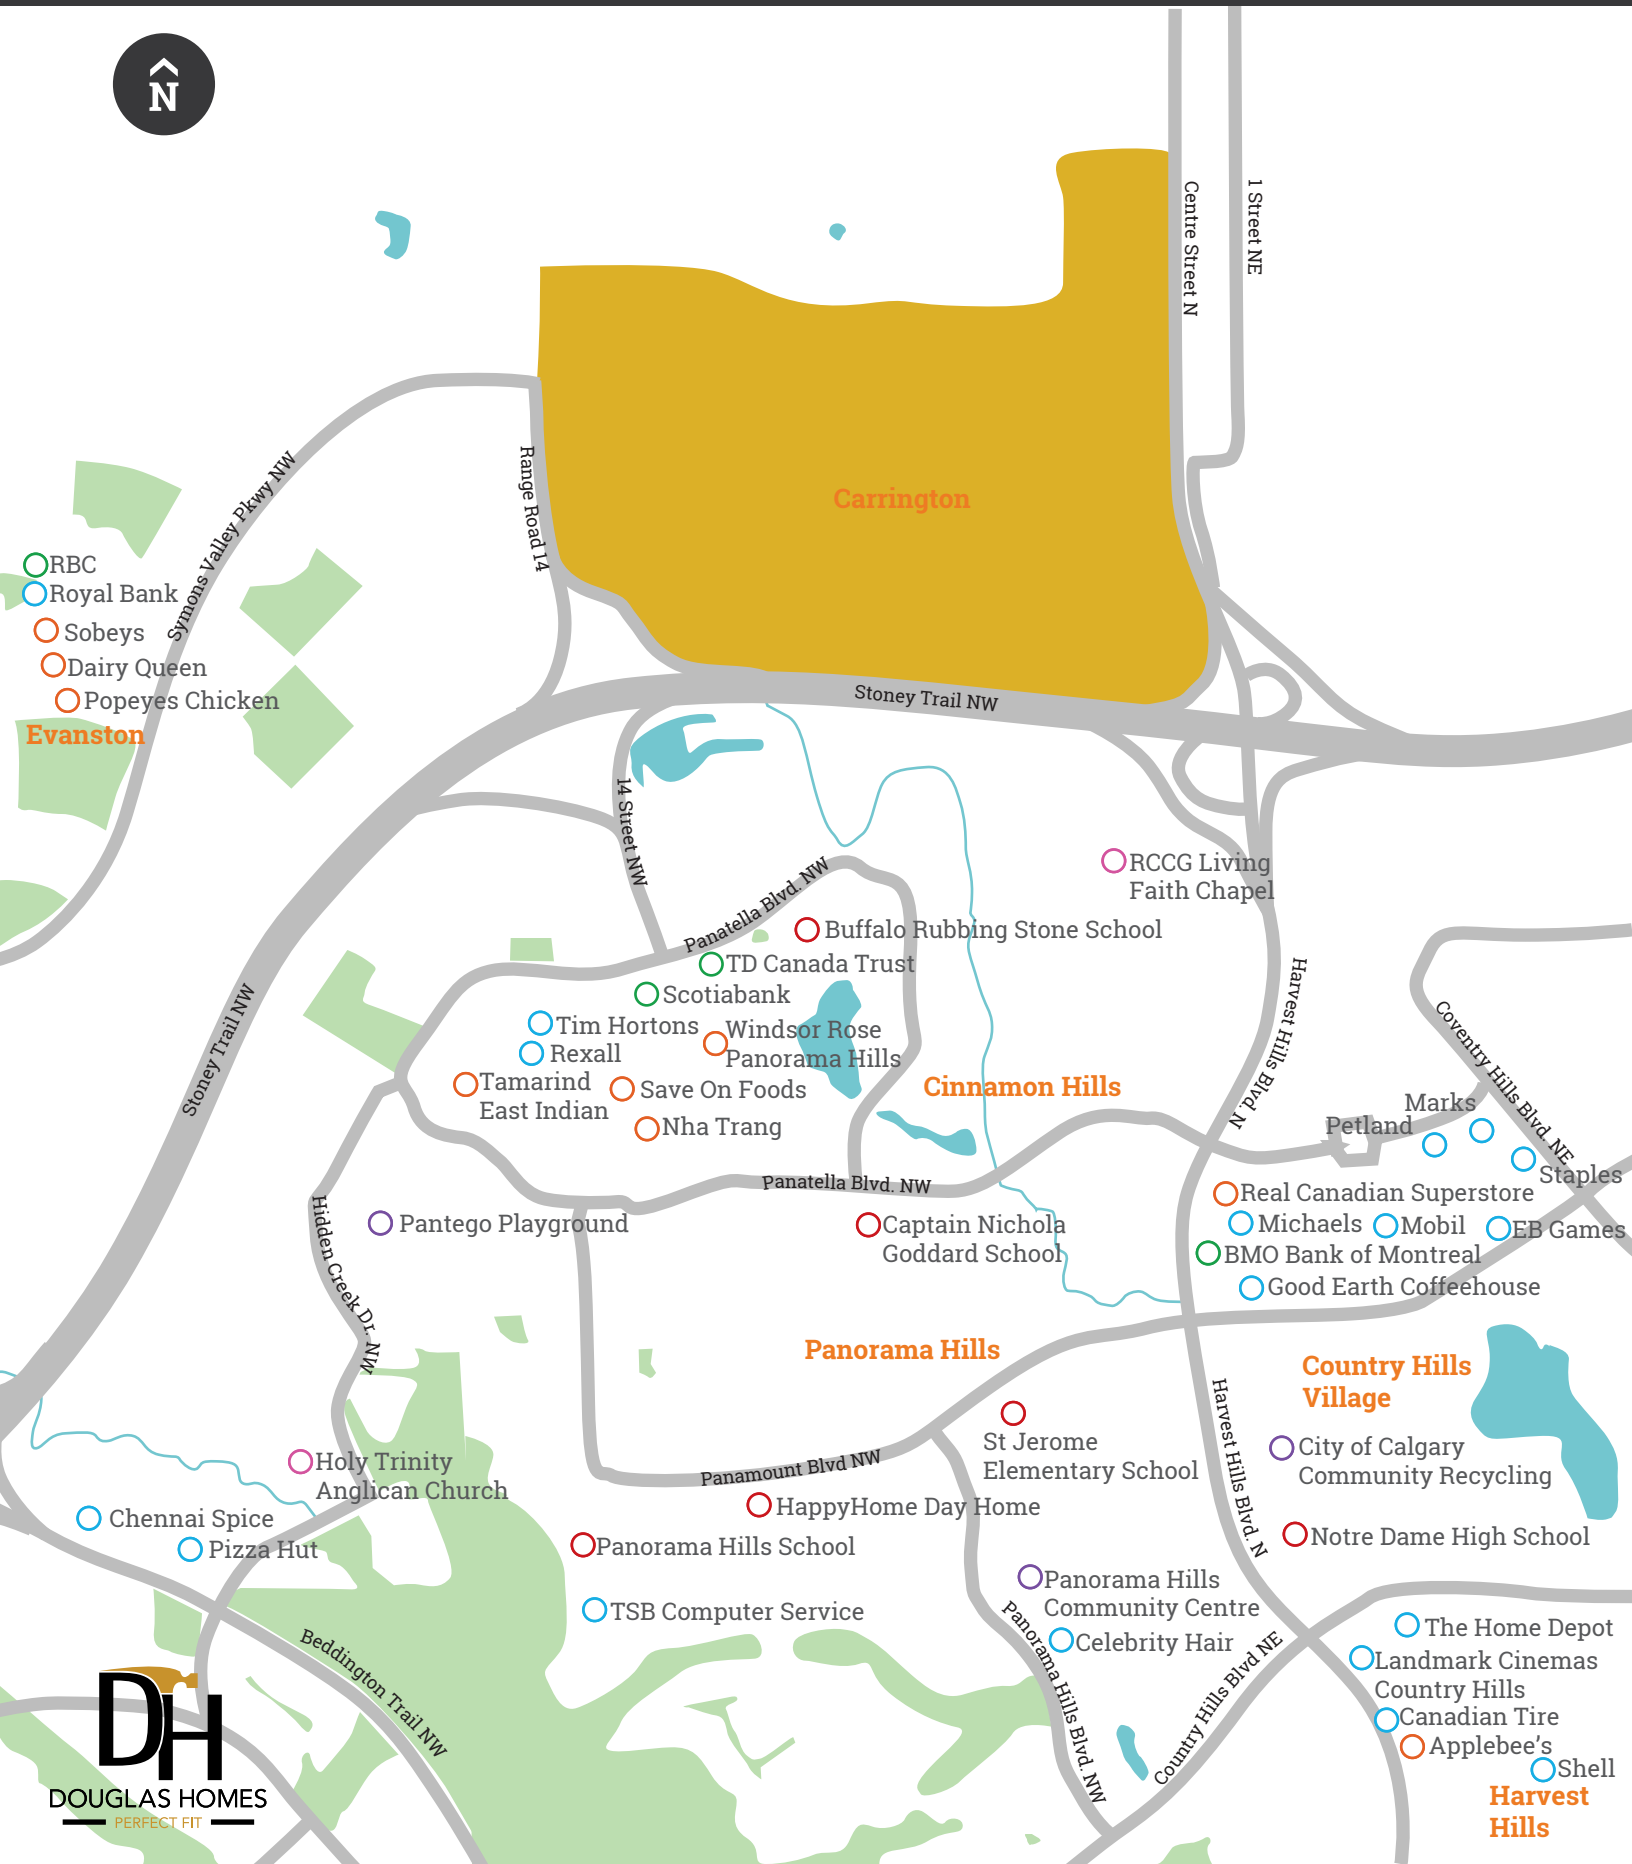 N
Centre Street N
1 Street NE
Symons Valley Pkwy NW
Range Road 14
Carrington
RBC
Royal Bank
Sobeys
Dairy Queen
Popeyes Chicken
Evanston
Stoney Trail NW
14 Street NW
Panatella Blvd. NW
RCCG Living
Faith Chapel
Buffalo Rubbing Stone School
TD Canada Trust
Scotiabank
Tim Hortons
Rexall
Windsor Rose
Panorama Hills
Tamarind
East Indian
Save On Foods
Nha Trang
Cinnamon Hills
Stoney Trail NW
Harvest Hills Blvd. N
Coventry Hills Blvd. NE
Marks
Petland
Staples
Panatella Blvd. NW
Hidden Creek Dr. NW
Pantego Playground
Captain Nichola
Goddard School
Real Canadian Superstore
Michaels
Mobil
EB Games
BMO Bank of Montreal
Good Earth Coffeehouse
Panorama Hills
Country Hills
Village
Harvest Hills Blvd. N
St Jerome
Elementary School
City of Calgary
Community Recycling
Panamount Blvd NW
Holy Trinity
Anglican Church
HappyHome Day Home
Chennai Spice
Pizza Hut
Panorama Hills School
Notre Dame High School
TSB Computer Service
Panorama Hills
Community Centre
Celebrity Hair
Panorama Hills Blvd. NW
Country Hills Blvd NE
Beddington Trail NW
The Home Depot
Landmark Cinemas
Country Hills
Canadian Tire
Applebee's
Shell
Harvest
Hills
DH
DOUGLAS HOMES
PERFECT FIT